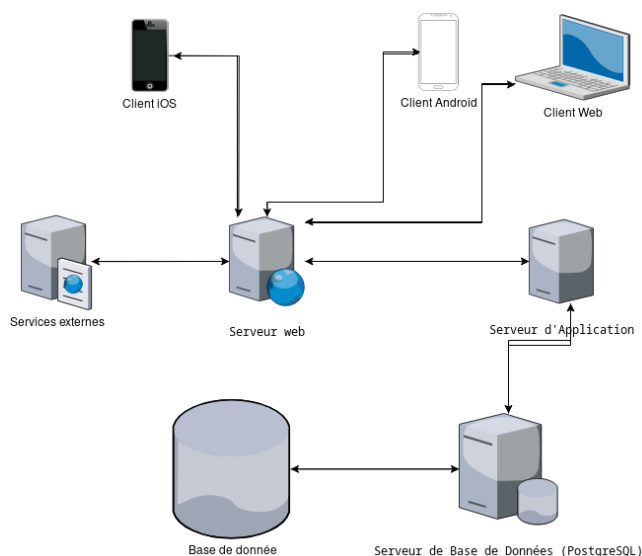 Client iOS
Client Android
Client Web
Services externes
Serveur web
Serveur d'Application
Base de donnée
Serveur de Base de Données (PostgreSQL)